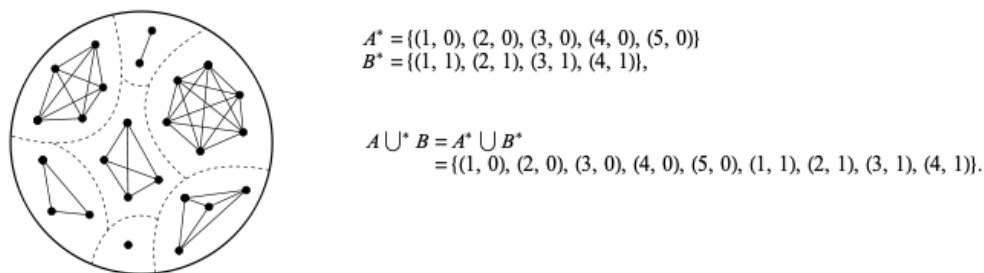 A* = {(1, 0), (2, 0), (3, 0), (4, 0), (5, 0)}
B* = {(1, 1), (2, 1), (3, 1), (4, 1)},
A ⋃* B = A* ⋃ B*
= {(1, 0), (2, 0), (3, 0), (4, 0), (5, 0), (1, 1), (2, 1), (3, 1), (4, 1)}.